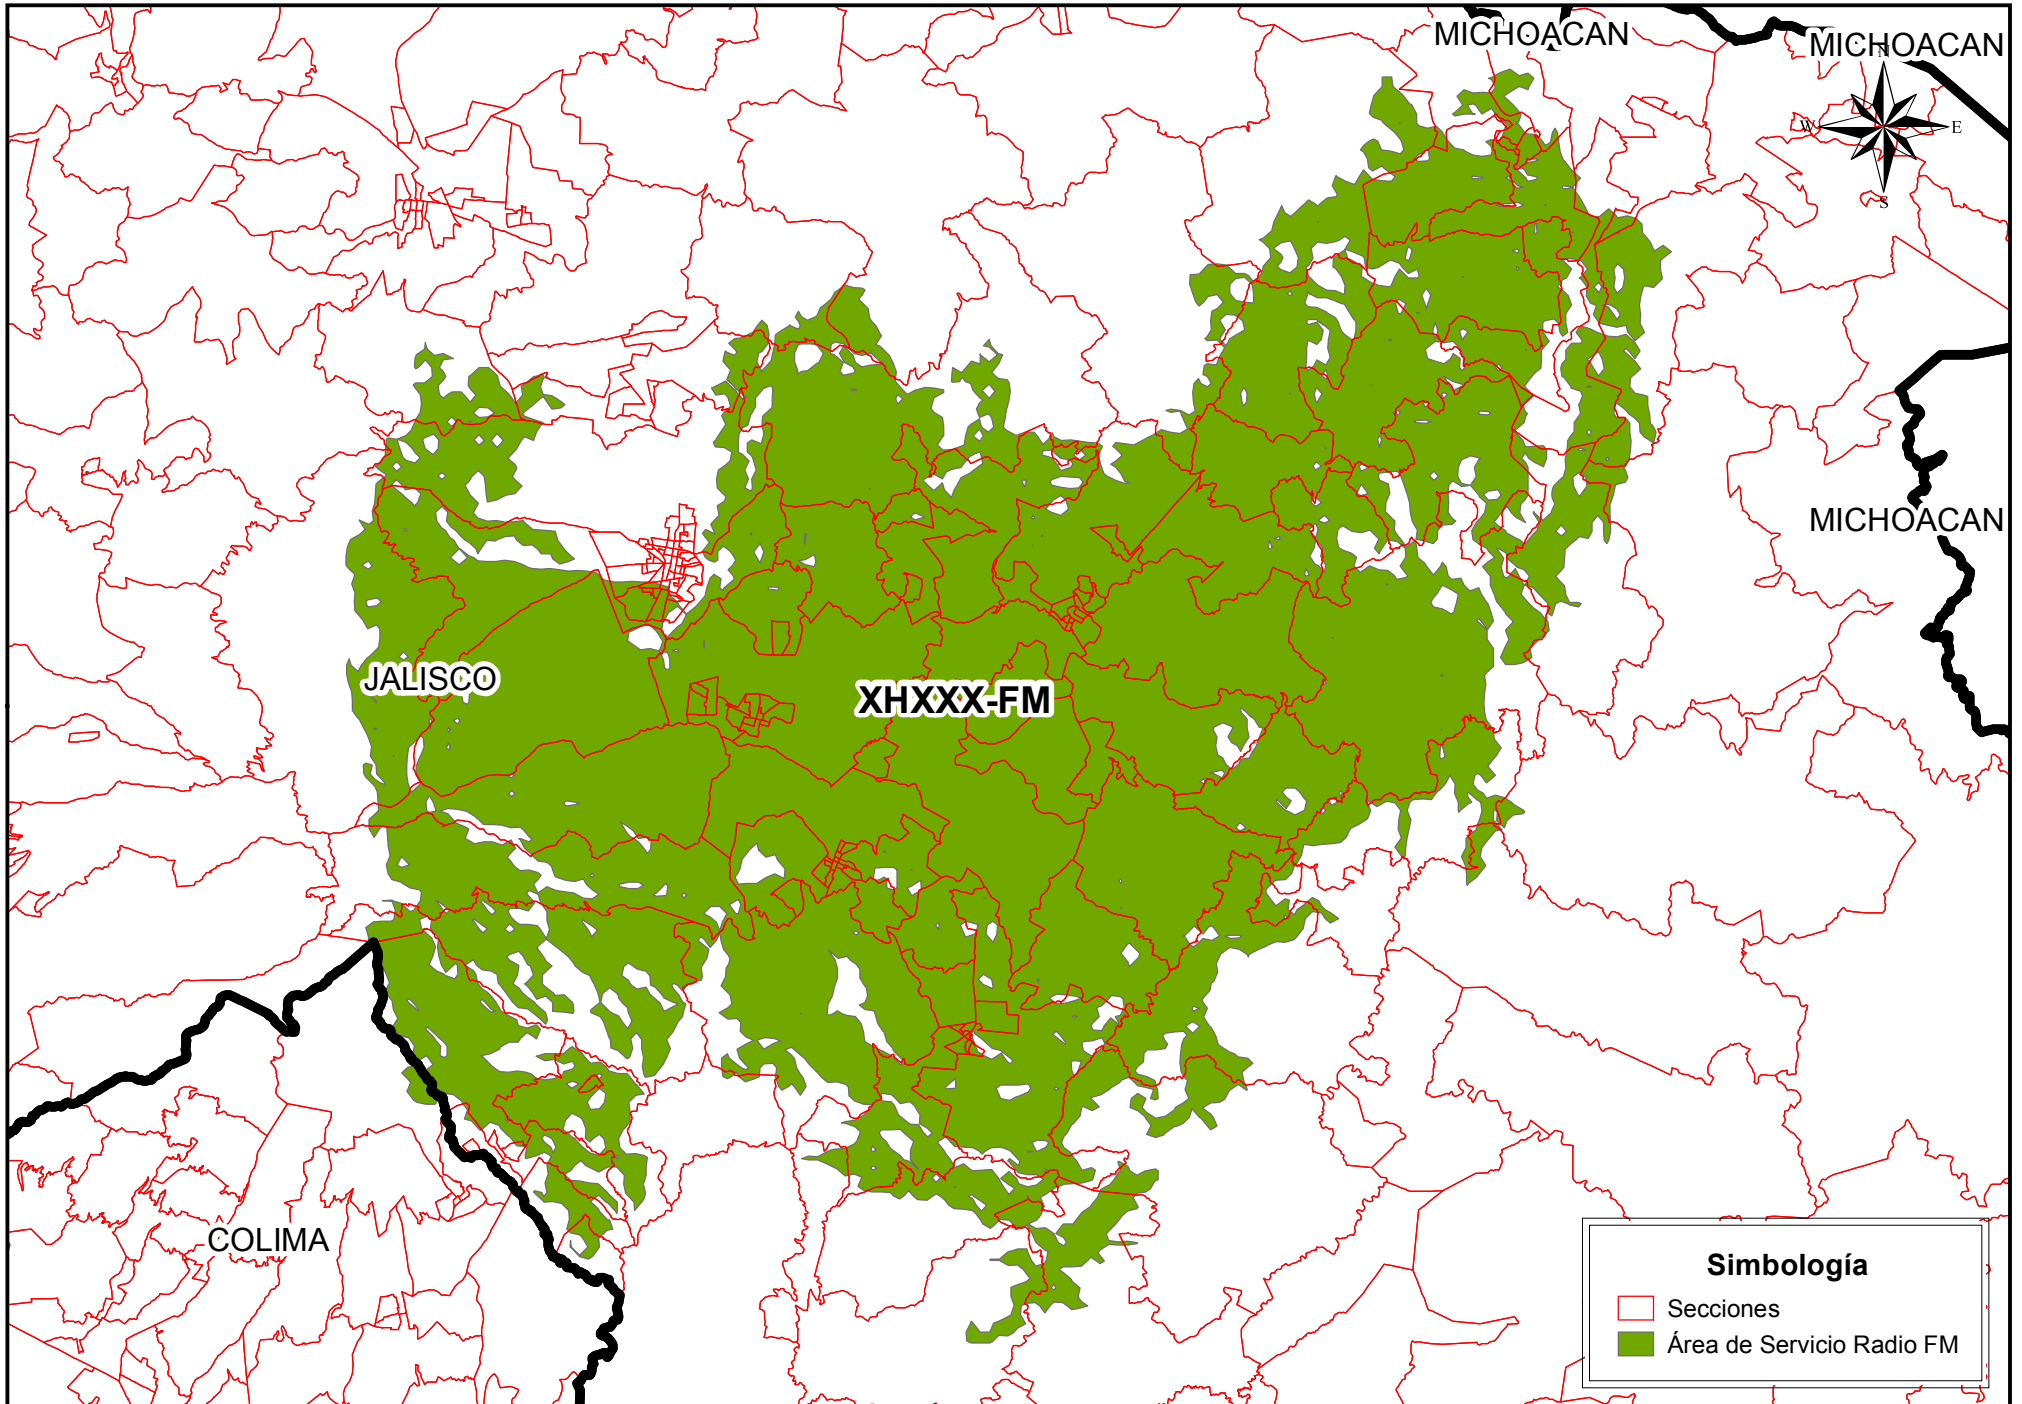 MICHOACAN
MICHOACAN
N
W
E
S
MICHOACAN
JALISCO
XHXXX-FM
COLIMA
Simbología
Secciones
Área de Servicio Radio FM